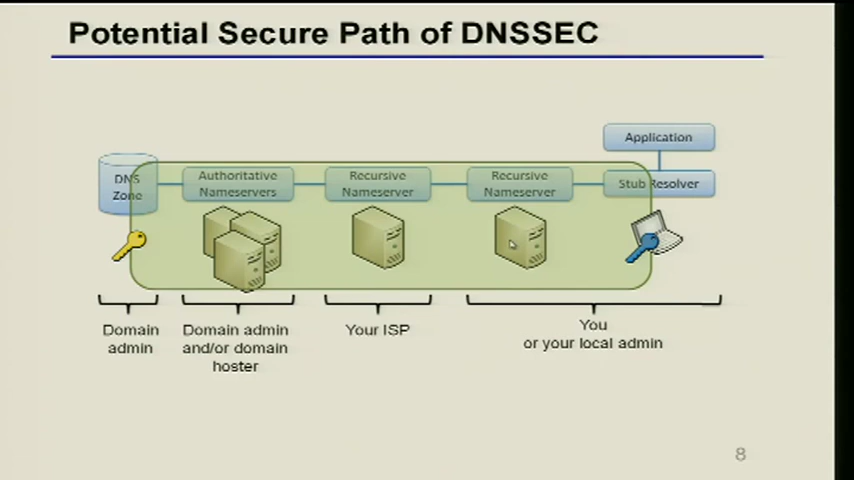 Potential Secure Path of DNSSEC
Application
DNS
Zone
Authoritative
Nameservers
Recursive
Nameserver
Recursive
Nameserver
Stub Resolver
Domain
admin
Domain admin
and/or domain
hoster
Your ISP
You
or your local admin
8